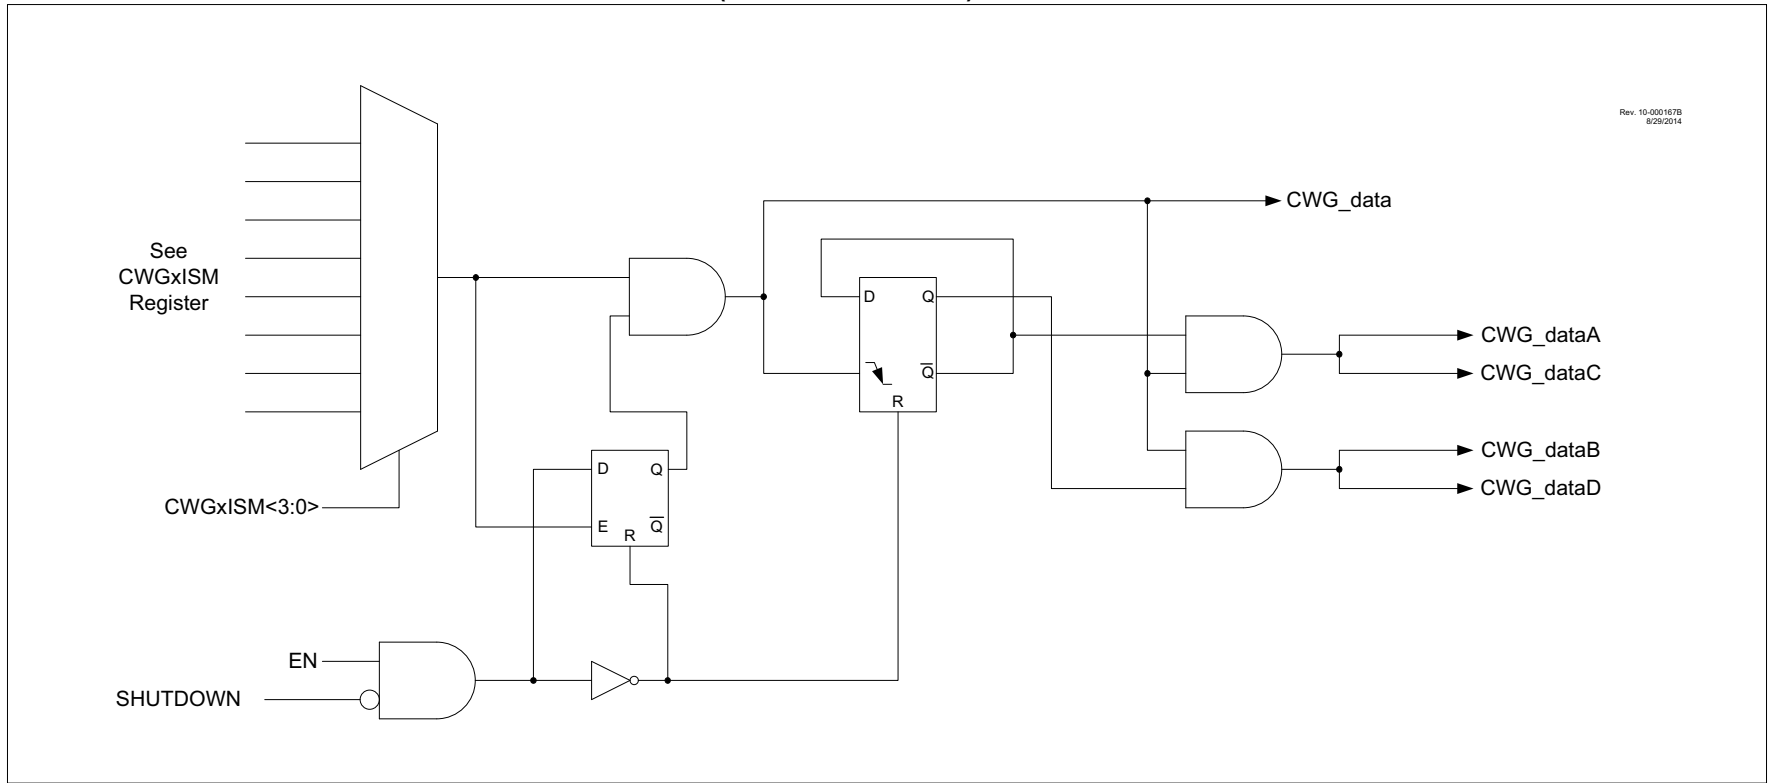 Rev. 10-000167B
8/29/2014
CWG_data
See
CWGxISM
Register
D
Q
Q
R
CWG_dataA
CWG_dataC
CWG_dataB
CWG_dataD
D
Q
E
Q
R
CWGxISM<3:0>
EN
SHUTDOWN